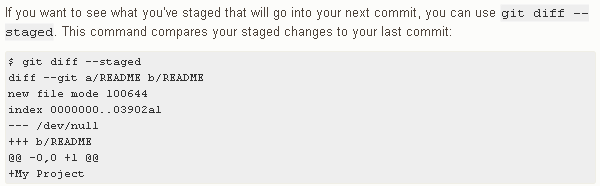 If you want to see what you've staged that will go into your next commit, you can use git diff --
staged. This command compares your staged changes to your last commit:
$ git diff --staged
diff --git a/README b/README
new file mode 100644
index 0000000..03902a1
--- /dev/null
+++ b/README
@@ -0,0 +1 @@
+My Project